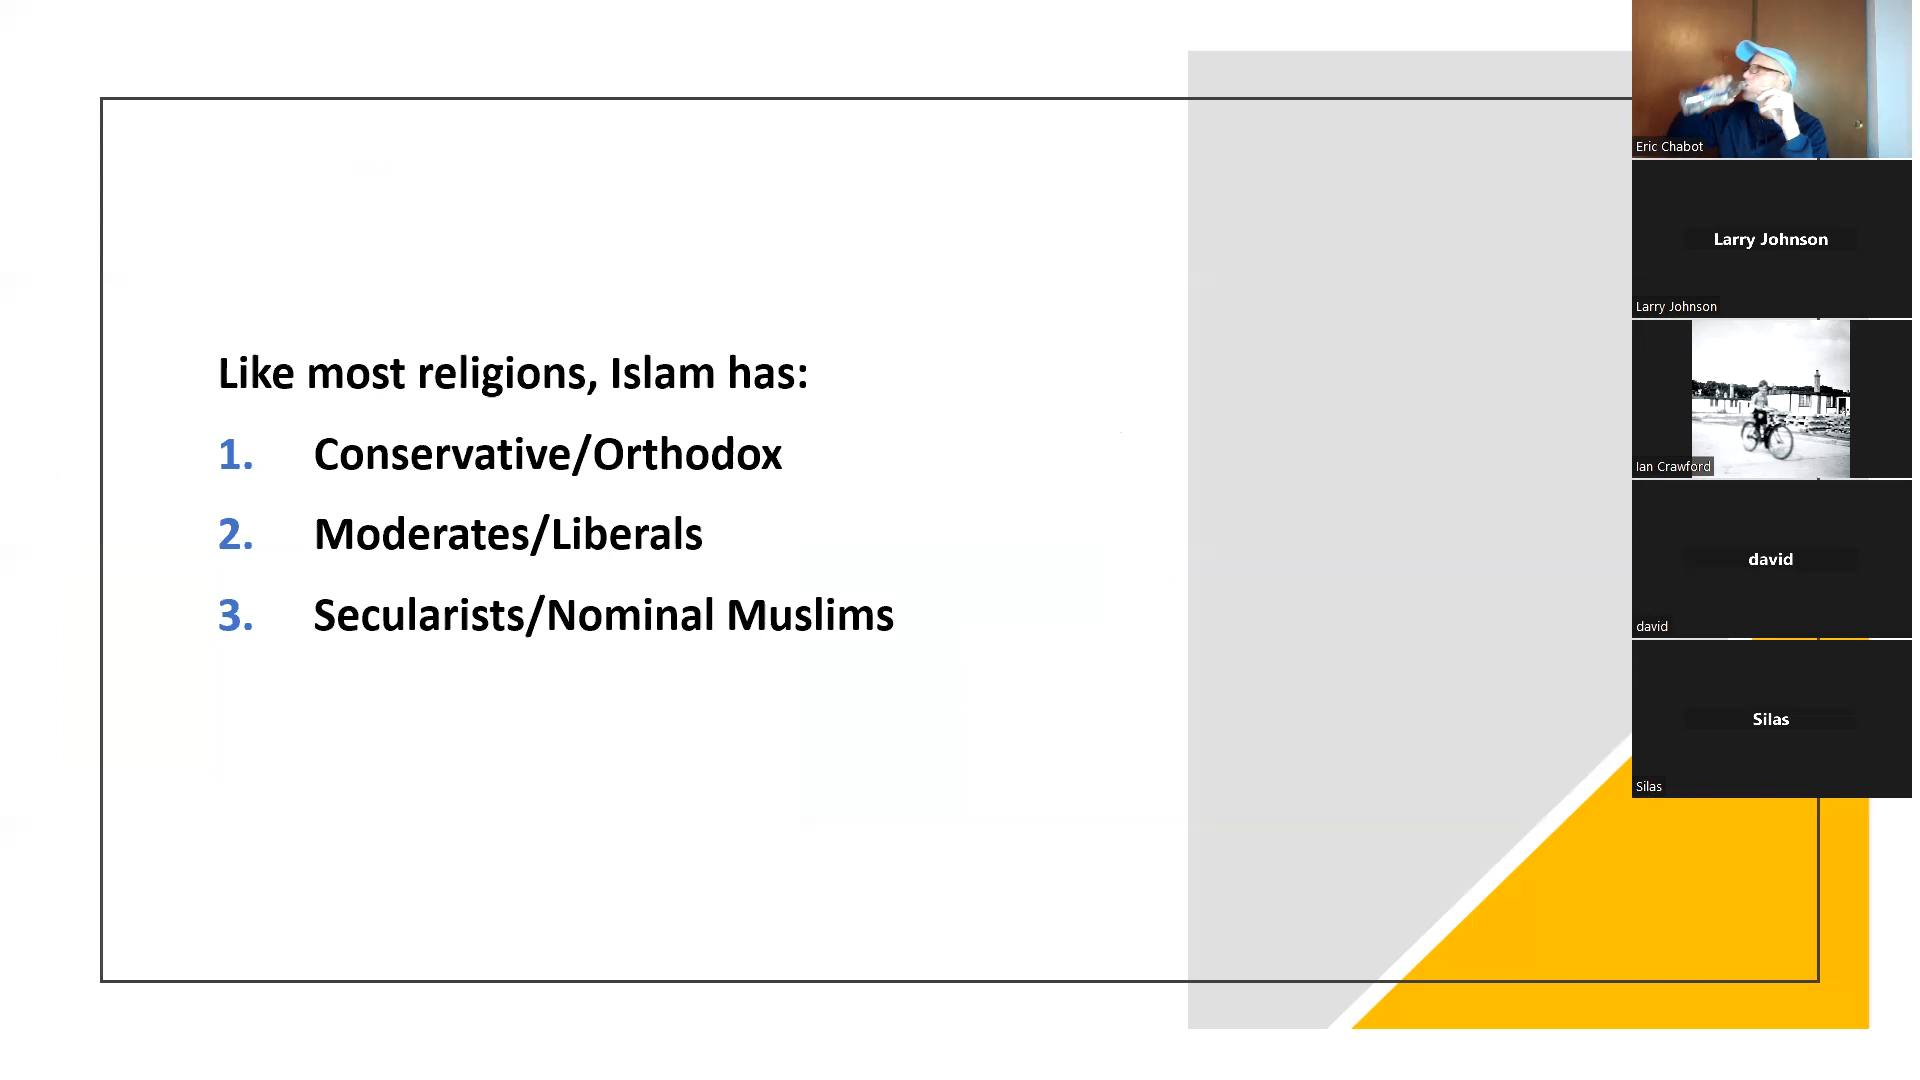 Like most religions, Islam has:
1. Conservative/Orthodox
2. Moderates/Liberals
3. Secularists/Nominal Muslims
Eric Chabot
Larry Johnson
Larry Johnson
Ian Crawford
david
david
Silas
Silas